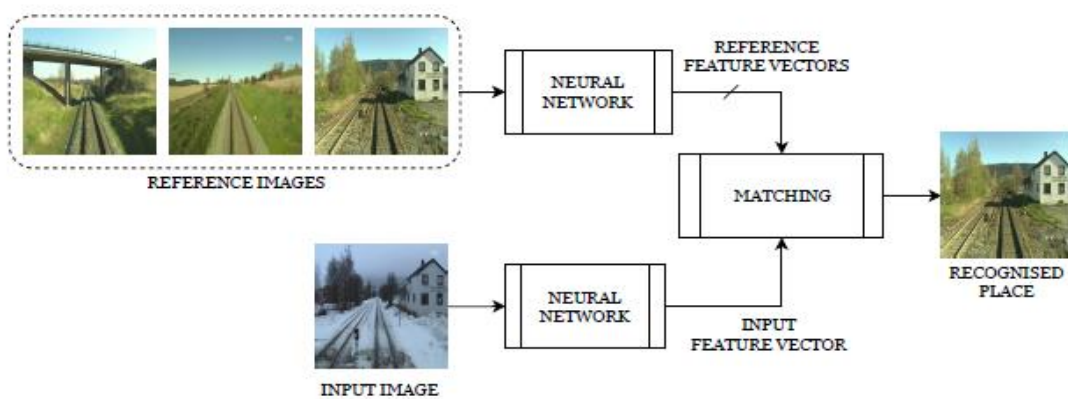 REFERENCE IMAGES
NEURAL
NETWORK
REFERENCE
FEATURE VECTORS
MATCHING
RECOGNISED
PLACE
INPUT IMAGE
NEURAL
NETWORK
INPUT
FEATURE VECTOR